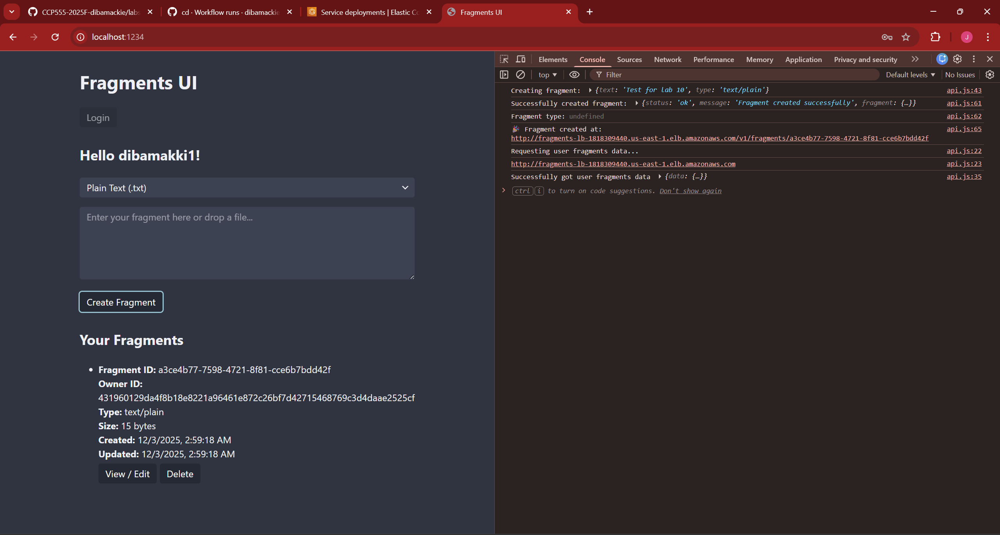 CCP555-2025F-dibamackie/labs
cd · Workflow runs · dibamackie
Service deployments | Elastic Co
Fragments UI
localhost:1234
J
Fragments UI
Login
Hello dibamakki1!
Plain Text (.txt)
Enter your fragment here or drop a file...
Create Fragment
Your Fragments
Fragment ID: a3ce4b77-7598-4721-8f81-cce6b7bdd42f
Owner ID:
431960129da4f8b18e8221a96461e872c26bf7d42715468769c3d4daae2525cf
Type: text/plain
Size: 15 bytes
Created: 12/3/2025, 2:59:18 AM
Updated: 12/3/2025, 2:59:18 AM
View / Edit Delete
Elements Console Sources Network Performance Memory Application Privacy and security
top Filter Default levels No Issues
Creating fragment: {text: 'Test for lab 10', type: 'text/plain'} api.js:43
Successfully created fragment: {status: 'ok', message: 'Fragment created successfully', fragment: {…}} api.js:61
Fragment type: undefined api.js:62
🎉 Fragment created at: api.js:65
http://fragments-lb-1818309440.us-east-1.elb.amazonaws.com/v1/fragments/a3ce4b77-7598-4721-8f81-cce6b7bdd42f
Requesting user fragments data... api.js:22
http://fragments-lb-1818309440.us-east-1.elb.amazonaws.com api.js:23
Successfully got user fragments data {data: {…}} api.js:35
ctrl i to turn on code suggestions. Don't show again